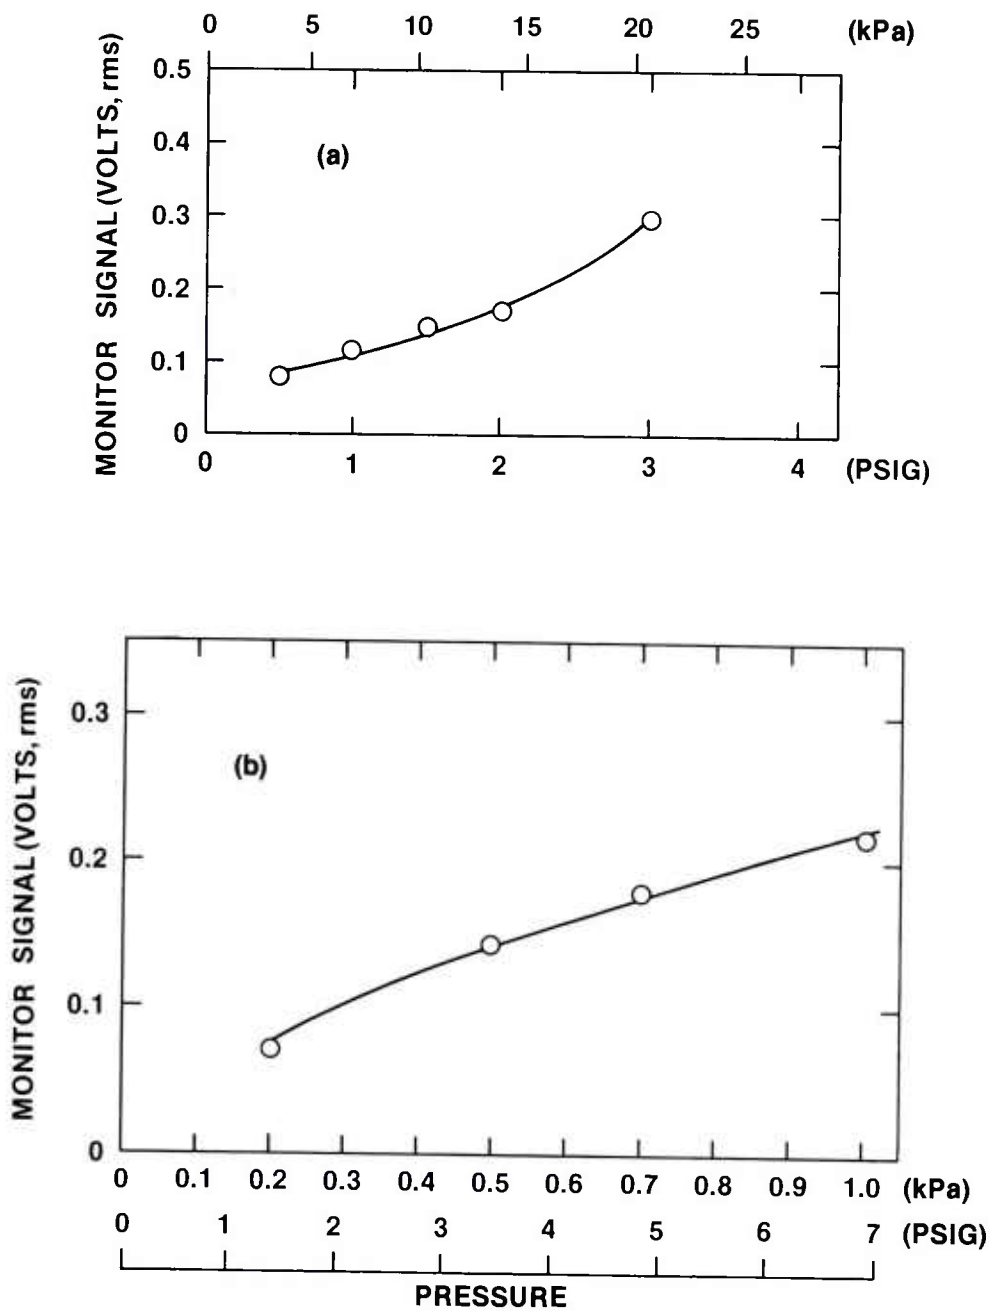 0 5 10 15 20 25 (kPa)
MONITOR SIGNAL (VOLTS, rms)
0.5
0.4
0.3
0.2
0.1
0
(a)
0 1 2 3 4 (PSIG)
MONITOR SIGNAL (VOLTS, rms)
0.3
0.2
0.1
0
(b)
0 0.1 0.2 0.3 0.4 0.5 0.6 0.7 0.8 0.9 1.0 (kPa)
0 1 2 3 4 5 6 7 (PSIG)
PRESSURE